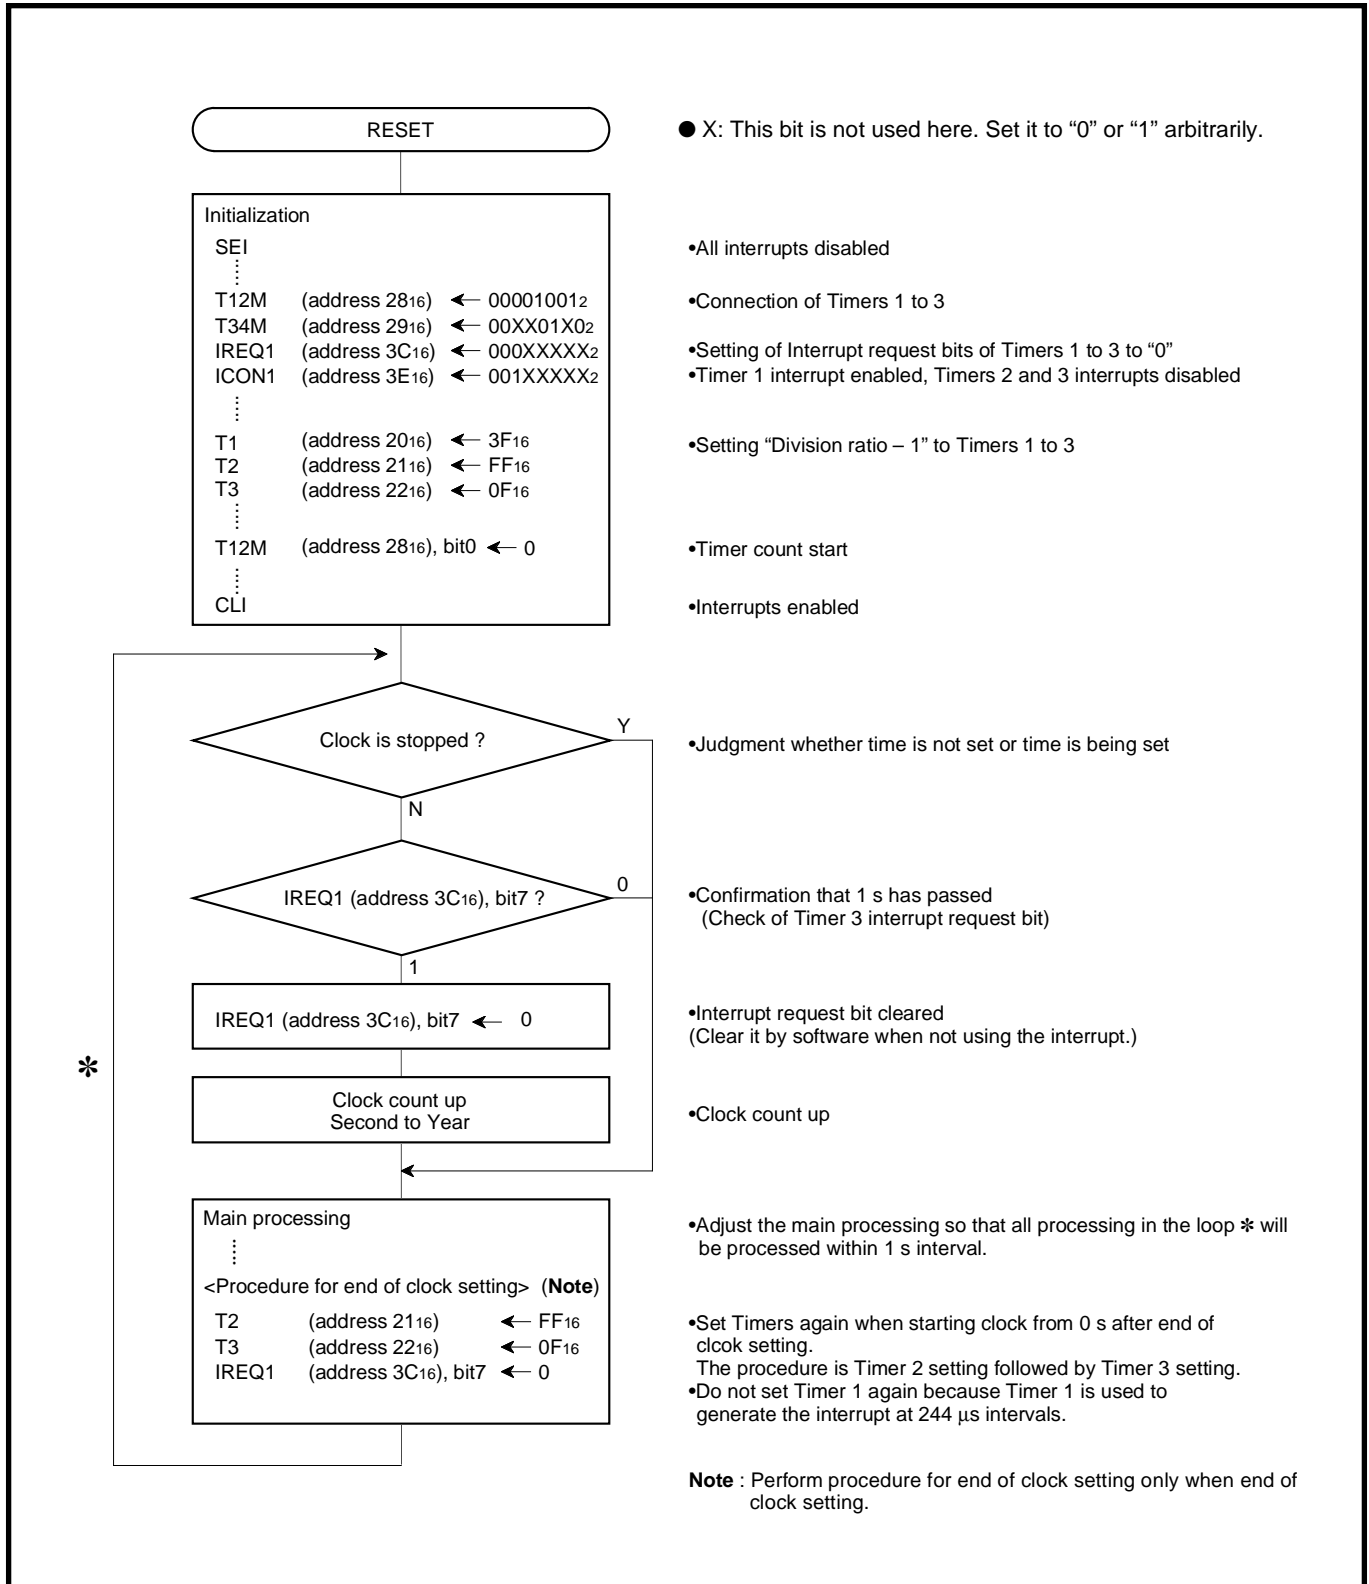 RESET
● X: This bit is not used here. Set it to “0” or “1” arbitrarily.
Initialization
SEI
•All interrupts disabled
T12M (address 2816) ← 000010012
•Connection of Timers 1 to 3
T34M (address 2916) ← 00XX01X02
IREQ1 (address 3C16) ← 000XXXXX2
•Setting of Interrupt request bits of Timers 1 to 3 to “0”
ICON1 (address 3E16) ← 001XXXXX2
•Timer 1 interrupt enabled, Timers 2 and 3 interrupts disabled
T1 (address 2016) ← 3F16
•Setting “Division ratio – 1” to Timers 1 to 3
T2 (address 2116) ← FF16
T3 (address 2216) ← 0F16
T12M (address 2816), bit0 ← 0
•Timer count start
CLI
•Interrupts enabled
Clock is stopped ?
Y
•Judgment whether time is not set or time is being set
N
IREQ1 (address 3C16), bit7 ?
0
•Confirmation that 1 s has passed
(Check of Timer 3 interrupt request bit)
1
IREQ1 (address 3C16), bit7 ← 0
•Interrupt request bit cleared
(Clear it by software when not using the interrupt.)
✻
Clock count up
Second to Year
•Clock count up
Main processing
•Adjust the main processing so that all processing in the loop ✻ will
be processed within 1 s interval.
<Procedure for end of clock setting> (Note)
T2 (address 2116) ← FF16
T3 (address 2216) ← 0F16
IREQ1 (address 3C16), bit7 ← 0
•Set Timers again when starting clock from 0 s after end of
clcok setting.
The procedure is Timer 2 setting followed by Timer 3 setting.
•Do not set Timer 1 again because Timer 1 is used to
generate the interrupt at 244 µs intervals.
Note : Perform procedure for end of clock setting only when end of
clock setting.